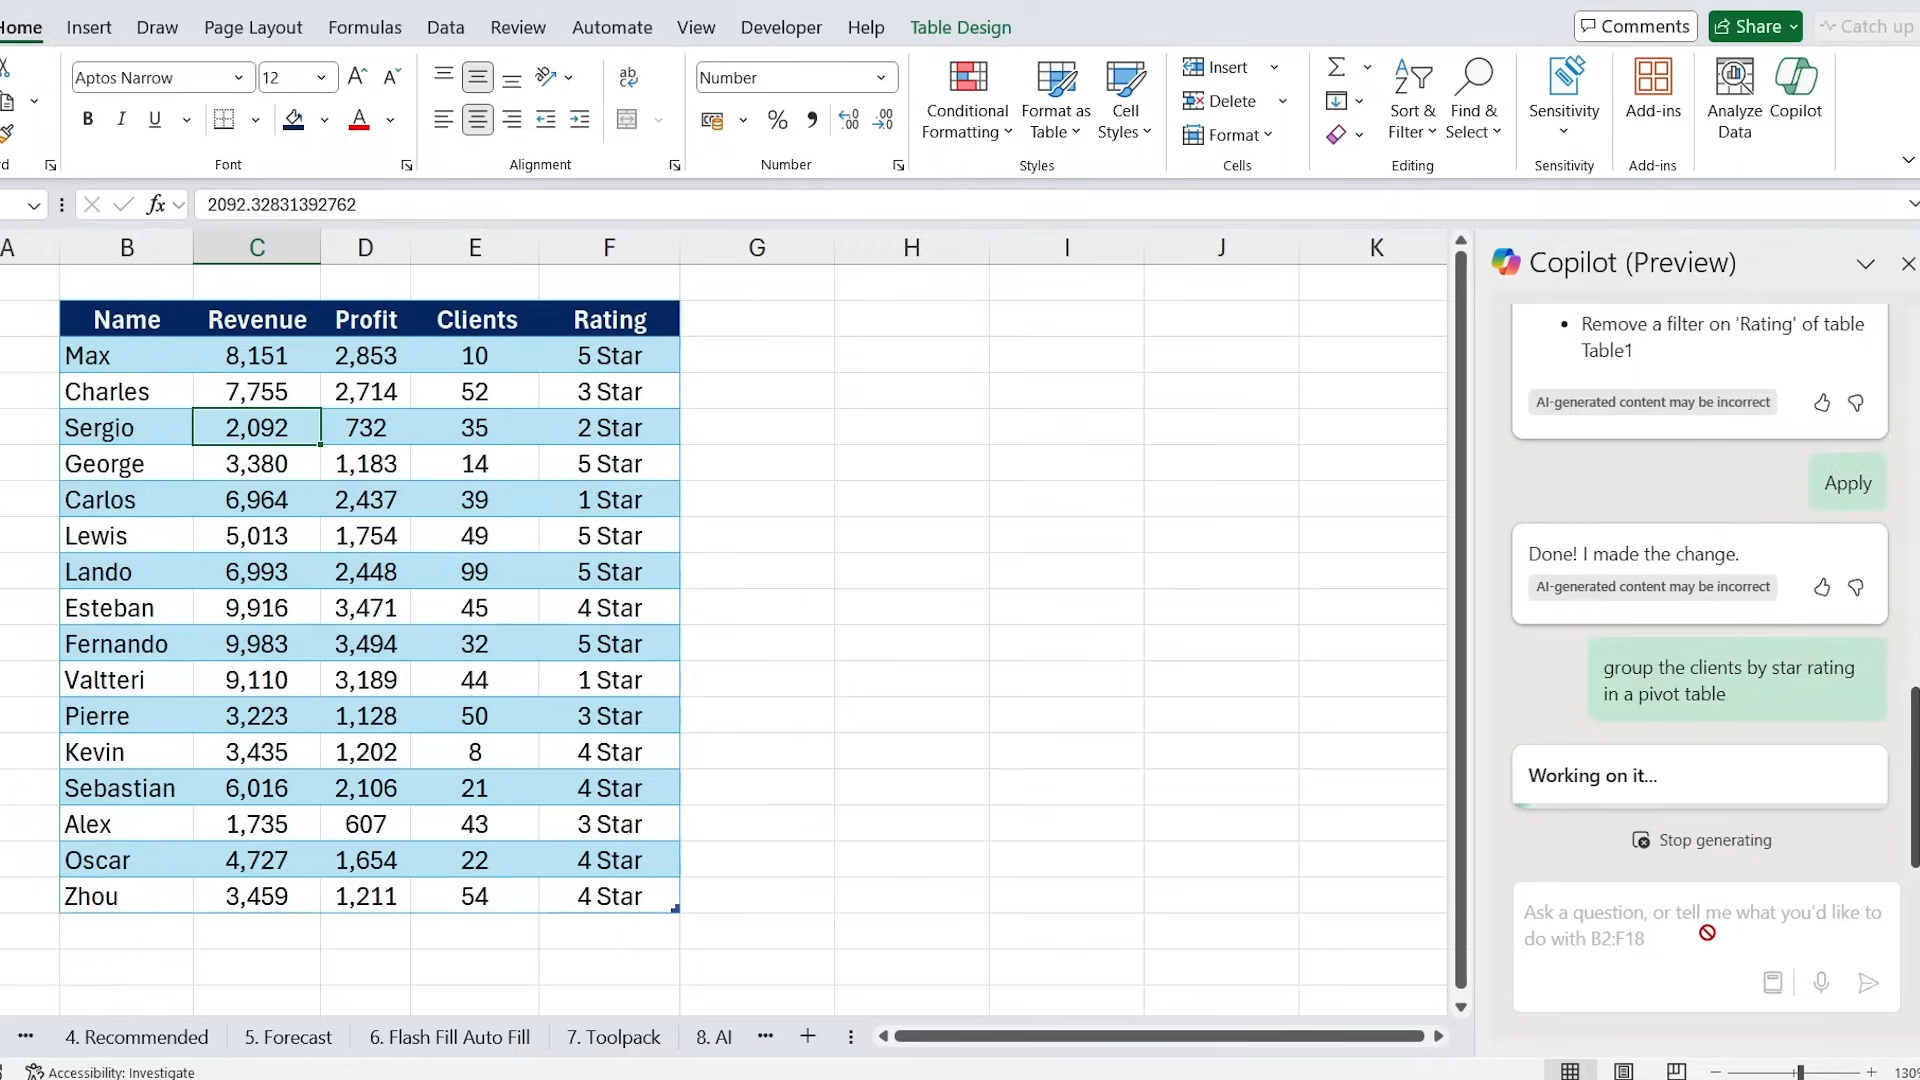 Home Insert Draw Page Layout Formulas Data Review Automate View Developer Help Table Design Comments Share Catch up
Aptos Narrow 12 Number Insert
Conditional Formatting Format as Table Cell Styles Delete Sort & Filter Find & Select Sensitivity Add-ins Analyze Data Copilot
B I U A % Format
Font Alignment Number Styles Cells Editing Sensitivity Add-ins
fx 2092.32831392762
A B C D E F G H I J K
Name Revenue Profit Clients Rating
Max 8,151 2,853 10 5 Star
Charles 7,755 2,714 52 3 Star
Sergio 2,092 732 35 2 Star
George 3,380 1,183 14 5 Star
Carlos 6,964 2,437 39 1 Star
Lewis 5,013 1,754 49 5 Star
Lando 6,993 2,448 99 5 Star
Esteban 9,916 3,471 45 4 Star
Fernando 9,983 3,494 32 5 Star
Valtteri 9,110 3,189 44 1 Star
Pierre 3,223 1,128 50 3 Star
Kevin 3,435 1,202 8 4 Star
Sebastian 6,016 2,106 21 4 Star
Alex 1,735 607 43 3 Star
Oscar 4,727 1,654 22 4 Star
Zhou 3,459 1,211 54 4 Star
Copilot (Preview)
• Remove a filter on 'Rating' of table
Table1
AI-generated content may be incorrect
Apply
Done! I made the change.
AI-generated content may be incorrect
group the clients by star rating
in a pivot table
Working on it...
Stop generating
Ask a question, or tell me what you'd like to
do with B2:F18
4. Recommended 5. Forecast 6. Flash Fill Auto Fill 7. Toolpack 8. AI
Accessibility: Investigate 130%